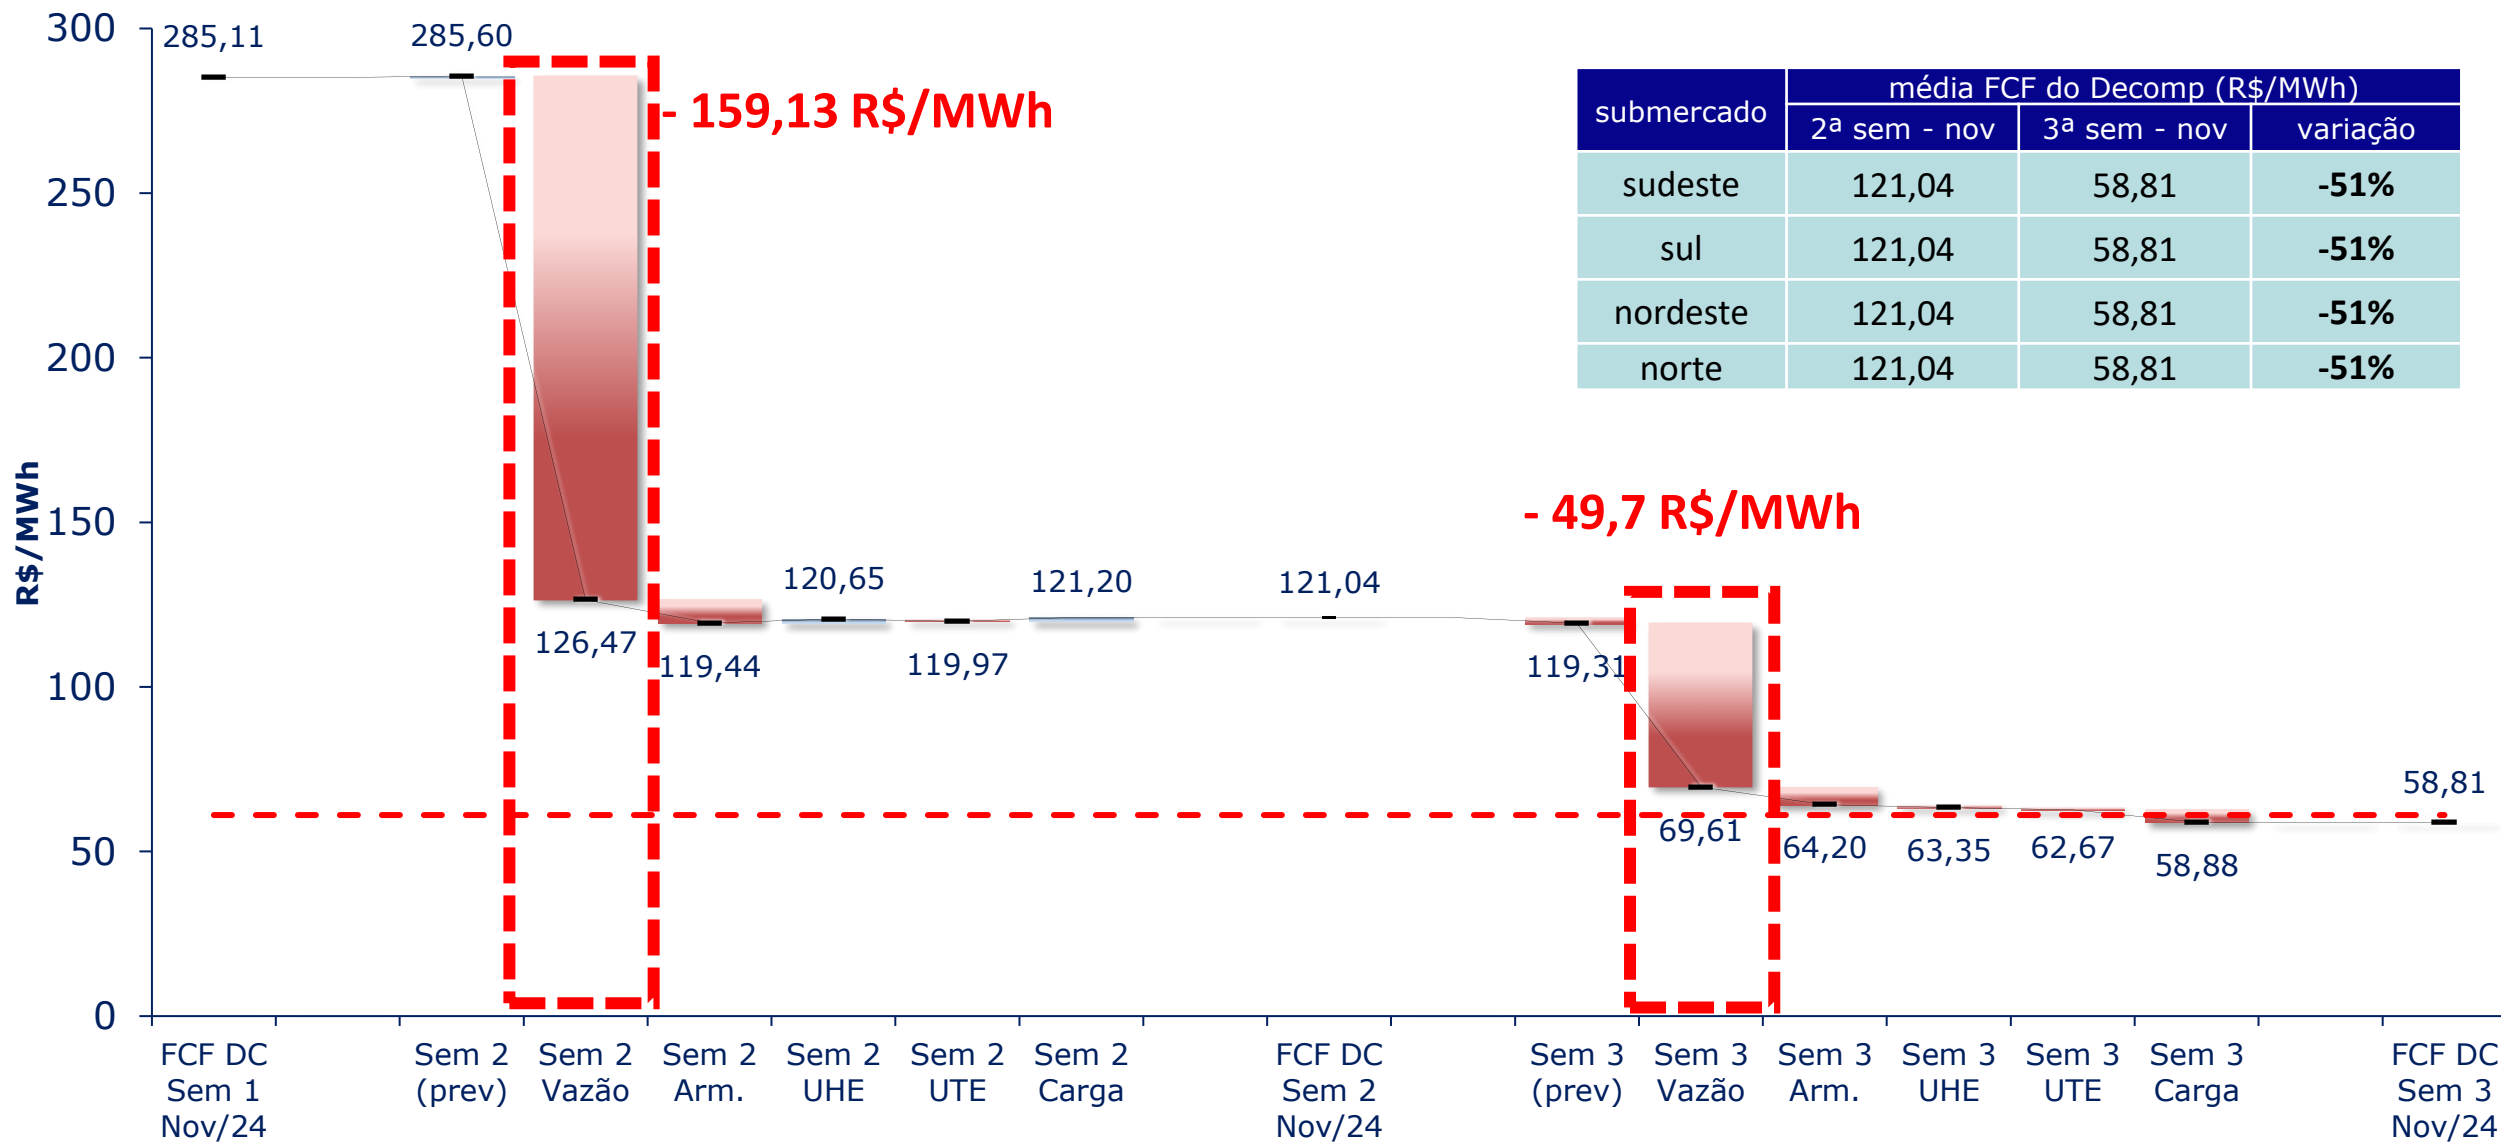 300
250
200
150
100
50
0
R$/MWh
285,11
285,60
- 159,13 R$/MWh
126,47
119,44
120,65
119,97
121,20
121,04
- 49,7 R$/MWh
119,31
69,61
64,20
63,35
62,67
58,88
58,81
submercado média FCF do Decomp (R$/MWh)
2ª sem - nov 3ª sem - nov variação
sudeste 121,04 58,81 -51%
sul 121,04 58,81 -51%
nordeste 121,04 58,81 -51%
norte 121,04 58,81 -51%
FCF DC
Sem 1
Nov/24
Sem 2
(prev)
Sem 2
Vazão
Sem 2
Arm.
Sem 2
UHE
Sem 2
UTE
Sem 2
Carga
FCF DC
Sem 2
Nov/24
Sem 3
(prev)
Sem 3
Vazão
Sem 3
Arm.
Sem 3
UHE
Sem 3
UTE
Sem 3
Carga
FCF DC
Sem 3
Nov/24